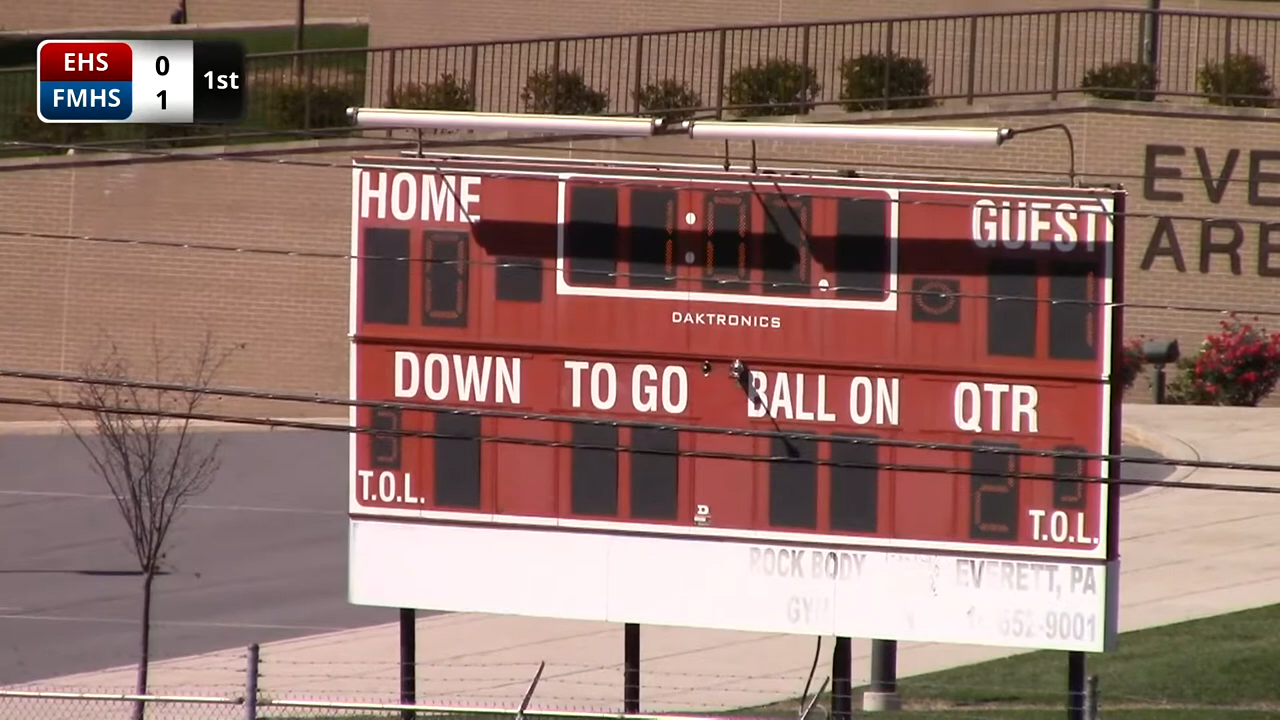 EHS 0
FMHS 1
1st
EVE
ARE
HOME
GUEST
DAKTRONICS
DOWN TO GO BALL ON QTR
T.O.L.
T.O.L.
ROCK BODY EVERETT, PA
652-9001